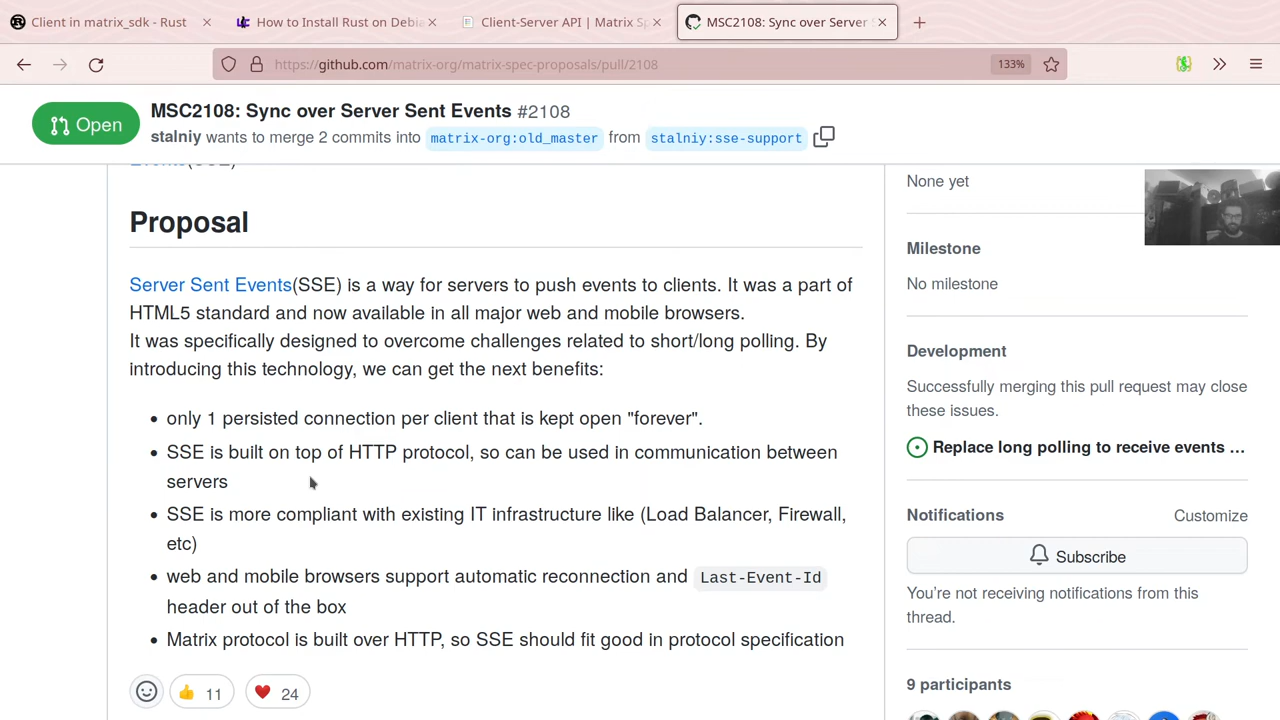 Client in matrix_sdk - Rust
How to Install Rust on Debi
Client-Server API | Matrix Sp
MSC2108: Sync over Server S
https://github.com/matrix-org/matrix-spec-proposals/pull/2108
133%
Open
MSC2108: Sync over Server Sent Events #2108
stalniy wants to merge 2 commits into matrix-org:old_master from stalniy:sse-support
Events(SSE)
Proposal
Server Sent Events(SSE) is a way for servers to push events to clients. It was a part of
HTML5 standard and now available in all major web and mobile browsers.
It was specifically designed to overcome challenges related to short/long polling. By
introducing this technology, we can get the next benefits:
• only 1 persisted connection per client that is kept open "forever".
• SSE is built on top of HTTP protocol, so can be used in communication between
servers
• SSE is more compliant with existing IT infrastructure like (Load Balancer, Firewall,
etc)
• web and mobile browsers support automatic reconnection and Last-Event-Id
header out of the box
• Matrix protocol is built over HTTP, so SSE should fit good in protocol specification
👍 11
❤️ 24
None yet
Milestone
No milestone
Development
Successfully merging this pull request may close
these issues.
Replace long polling to receive events ...
Notifications
Customize
Subscribe
You're not receiving notifications from this
thread.
9 participants